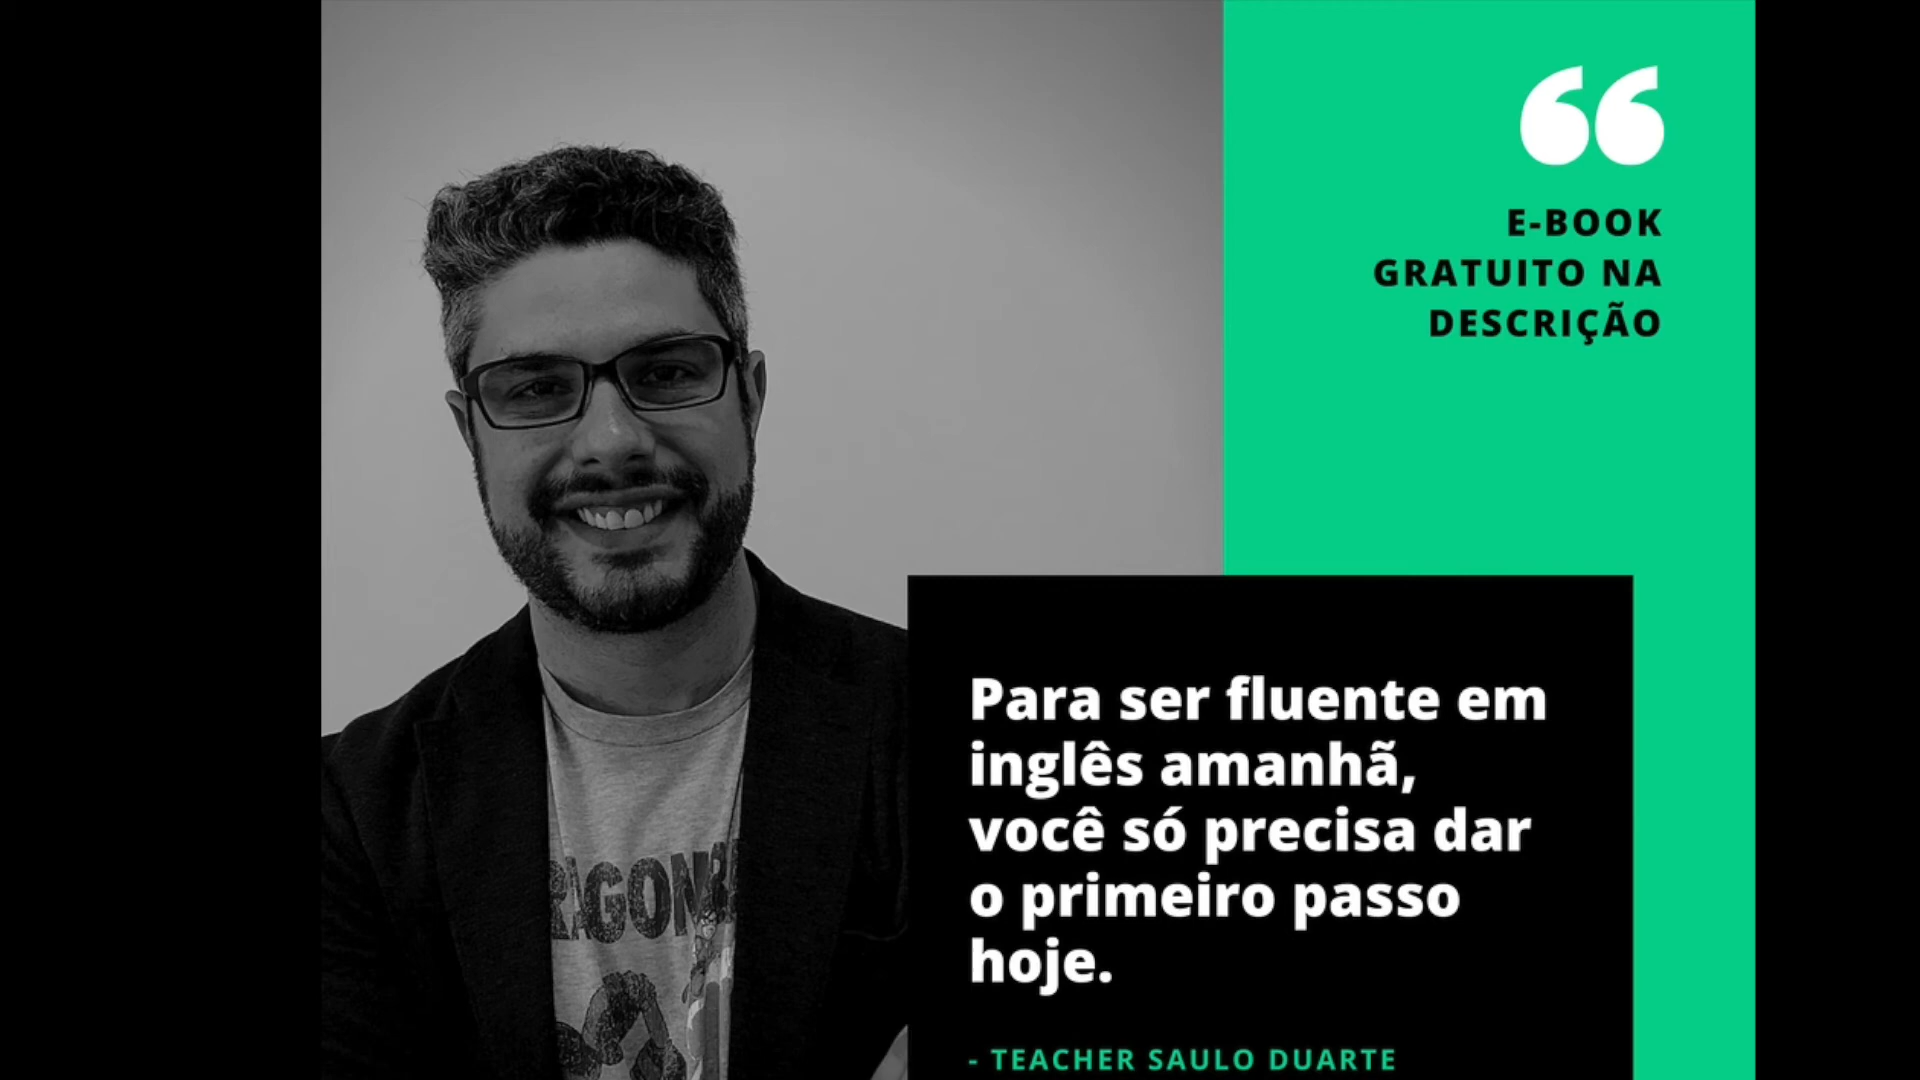 E-BOOK
GRATUITO NA
DESCRIÇÃO
Para ser fluente em
inglês amanhã,
você só precisa dar
o primeiro passo
hoje.
- TEACHER SAULO DUARTE